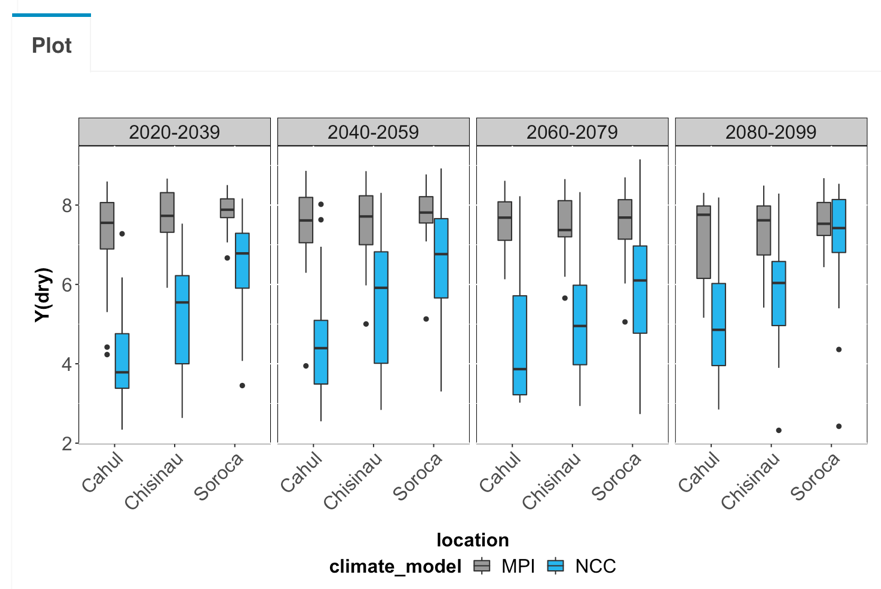 Plot
2020-2039 2040-2059 2060-2079 2080-2099
Y(dry)
8
6
4
2
Cahul Chisinau Soroca Cahul Chisinau Soroca Cahul Chisinau Soroca Cahul Chisinau Soroca
location
climate_model MPI NCC